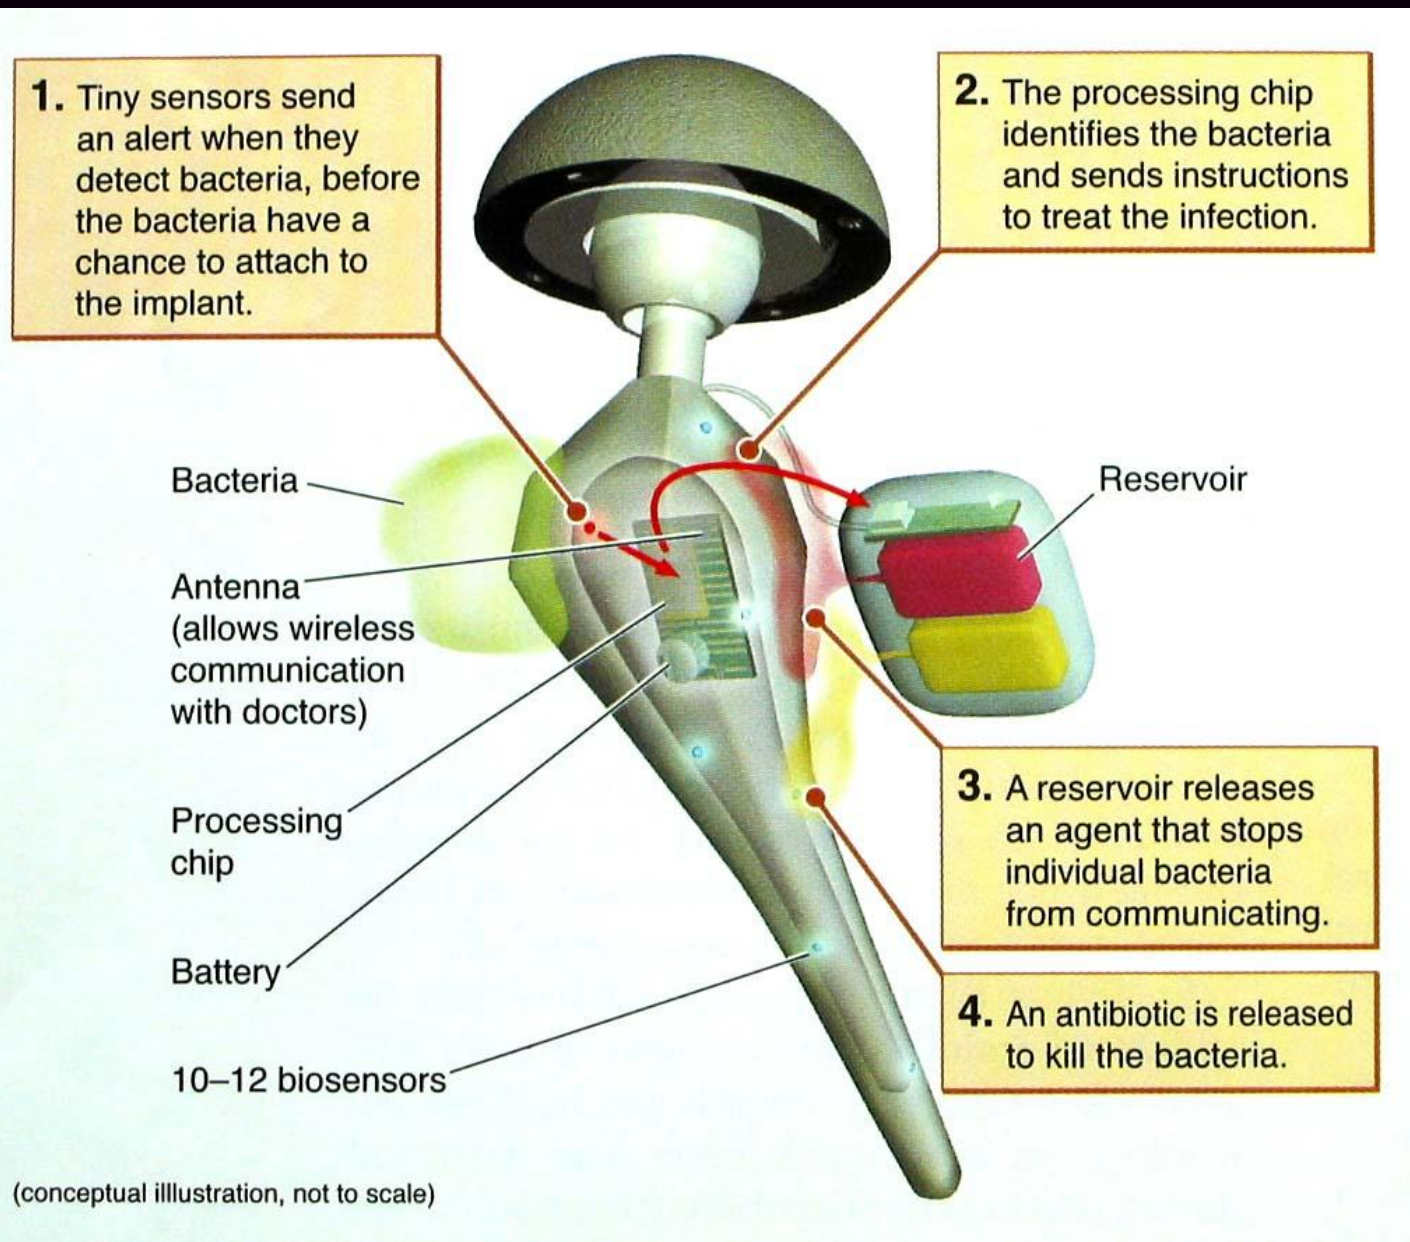 1. Tiny sensors send
an alert when they
detect bacteria, before
the bacteria have a
chance to attach to
the implant.
2. The processing chip
identifies the bacteria
and sends instructions
to treat the infection.
Bacteria
Reservoir
Antenna
(allows wireless
communication
with doctors)
Processing
chip
Battery
10–12 biosensors
3. A reservoir releases
an agent that stops
individual bacteria
from communicating.
4. An antibiotic is released
to kill the bacteria.
(conceptual illlustration, not to scale)